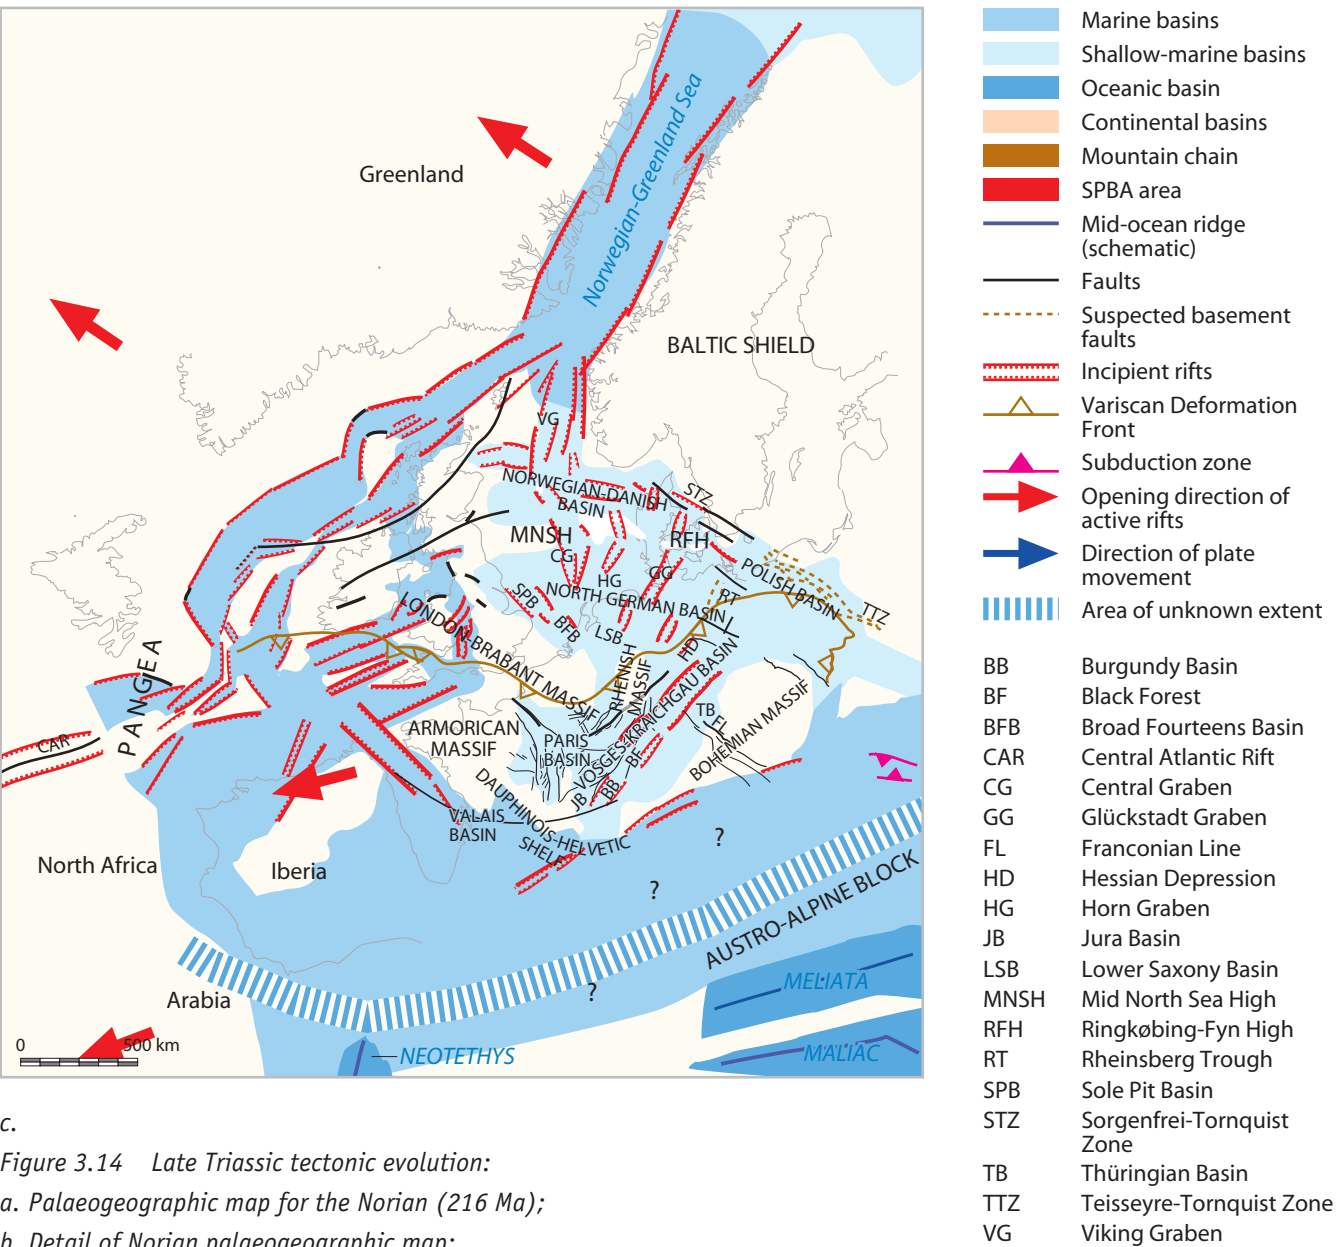 Greenland
Norwegian-Greenland Sea
BALTIC SHIELD
VG
NORWEGIAN-DANISH
BASIN
STZ
MNSH
RFH
CG
HG
GG
POLISH BASIN
NORTH GERMAN BASIN
RT
TTZ
SPB
BFB
LSB
LONDON-BRABANT MASSIF
HD
RHENISH
MASSIF
PANGEA
CAR
ARMORICAN
MASSIF
PARIS
BASIN
VOSGES-KRAICHGAU BASIN
TB
FL
BF
BOHEMIAN MASSIF
JB
BB
DAUPHINOIS-HELVETIC
SHELF
VALAIS
BASIN
North Africa
Iberia
?
?
?
AUSTRO-ALPINE BLOCK
Arabia
MELIATA
MALIAC
NEOTETHYS
0
500 km
Marine basins
Shallow-marine basins
Oceanic basin
Continental basins
Mountain chain
SPBA area
Mid-ocean ridge
(schematic)
Faults
Suspected basement
faults
Incipient rifts
Variscan Deformation
Front
Subduction zone
Opening direction of
active rifts
Direction of plate
movement
Area of unknown extent
BB Burgundy Basin
BF Black Forest
BFB Broad Fourteens Basin
CAR Central Atlantic Rift
CG Central Graben
GG Glückstadt Graben
FL Franconian Line
HD Hessian Depression
HG Horn Graben
JB Jura Basin
LSB Lower Saxony Basin
MNSH Mid North Sea High
RFH Ringkøbing-Fyn High
RT Rheinsberg Trough
SPB Sole Pit Basin
STZ Sorgenfrei-Tornquist
Zone
TB Thüringian Basin
TTZ Teisseyre-Tornquist Zone
VG Viking Graben
c.
Figure 3.14 Late Triassic tectonic evolution:
a. Palaeogeographic map for the Norian (216 Ma);
b. Detail of Norian palaeogeographic map;